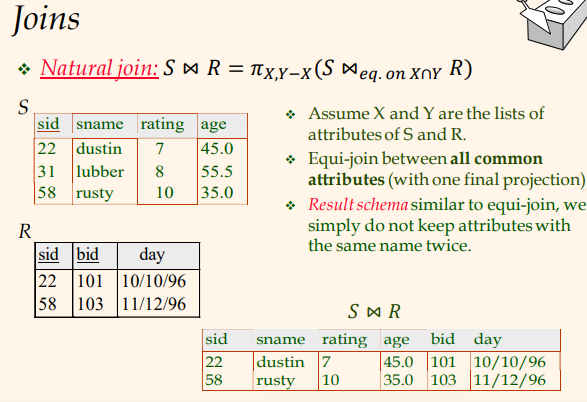 Joins
❖ Natural join: S ⋈ R = πX,Y−X(S ⋈eq. on X∩Y R)
S
sid sname rating age
22 dustin 7 45.0
31 lubber 8 55.5
58 rusty 10 35.0
R
sid bid day
22 101 10/10/96
58 103 11/12/96
❖ Assume X and Y are the lists of
attributes of S and R.
❖ Equi-join between all common
attributes (with one final projection)
❖ Result schema similar to equi-join, we
simply do not keep attributes with
the same name twice.
S ⋈ R
sid sname rating age bid day
22 dustin 7 45.0 101 10/10/96
58 rusty 10 35.0 103 11/12/96